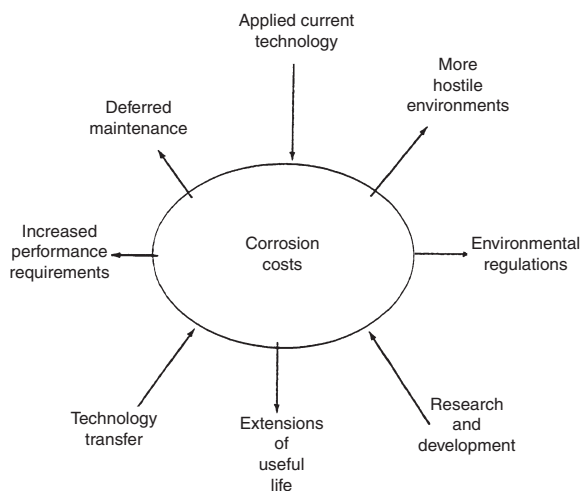 Applied current
technology
More
hostile
environments
Deferred
maintenance
Increased
performance
requirements
Corrosion
costs
Environmental
regulations
Technology
transfer
Extensions
of
useful
life
Research
and
development